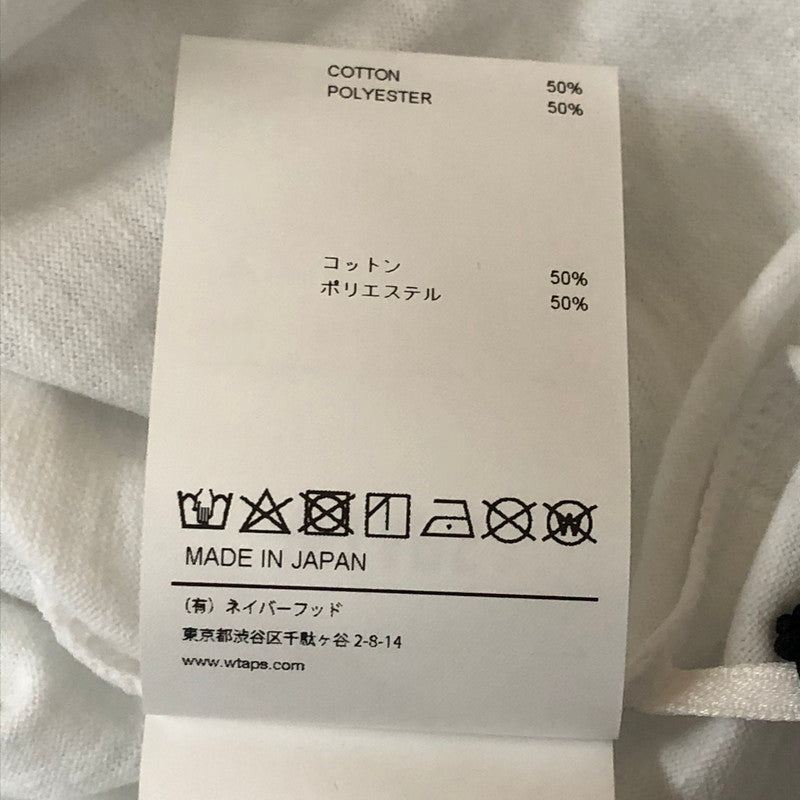 COTTON 50%
POLYESTER 50%
コットン 50%
ポリエステル 50%
W
MADE IN JAPAN
(有) ネイバーフッド
東京都渋谷区千駄ヶ谷 2-8-14
www.wtaps.com